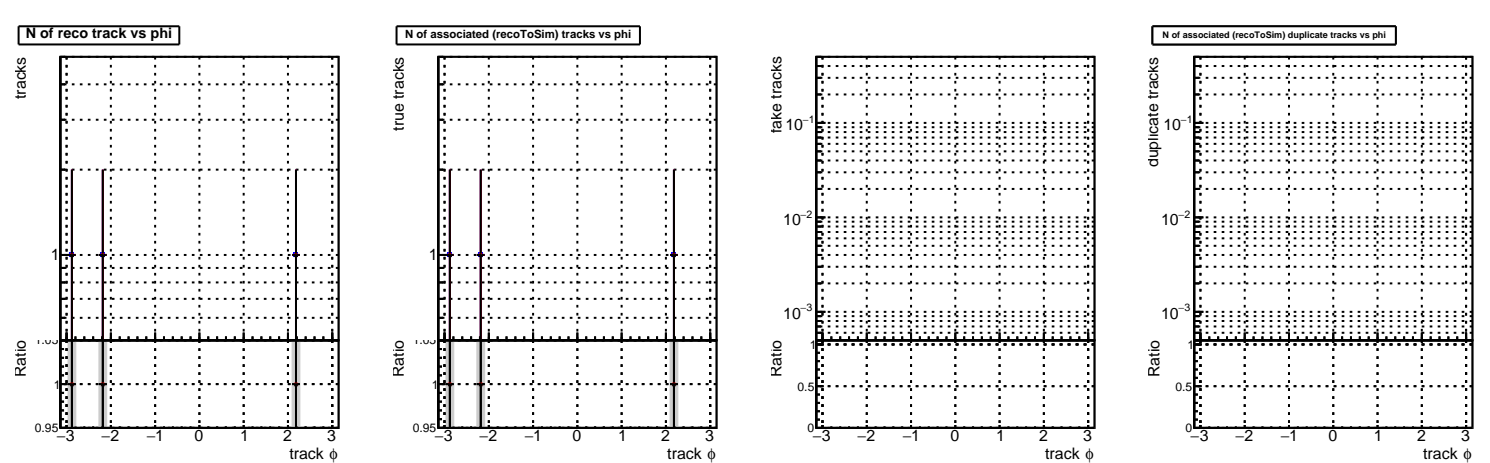 N of reco track vs phi
tracks
1
Ratio
1
0.95
−3 −2 −1 0 1 2 3
track ϕ
N of associated (recoToSim) tracks vs phi
true tracks
1
Ratio
1
0.95
−3 −2 −1 0 1 2 3
track ϕ
fake tracks
10−1
10−2
10−3
Ratio
1
0.5
0
−3 −2 −1 0 1 2 3
track ϕ
N of associated (recoToSim) duplicate tracks vs phi
duplicate tracks
10−1
10−2
10−3
Ratio
1
0.5
0
−3 −2 −1 0 1 2 3
track ϕ